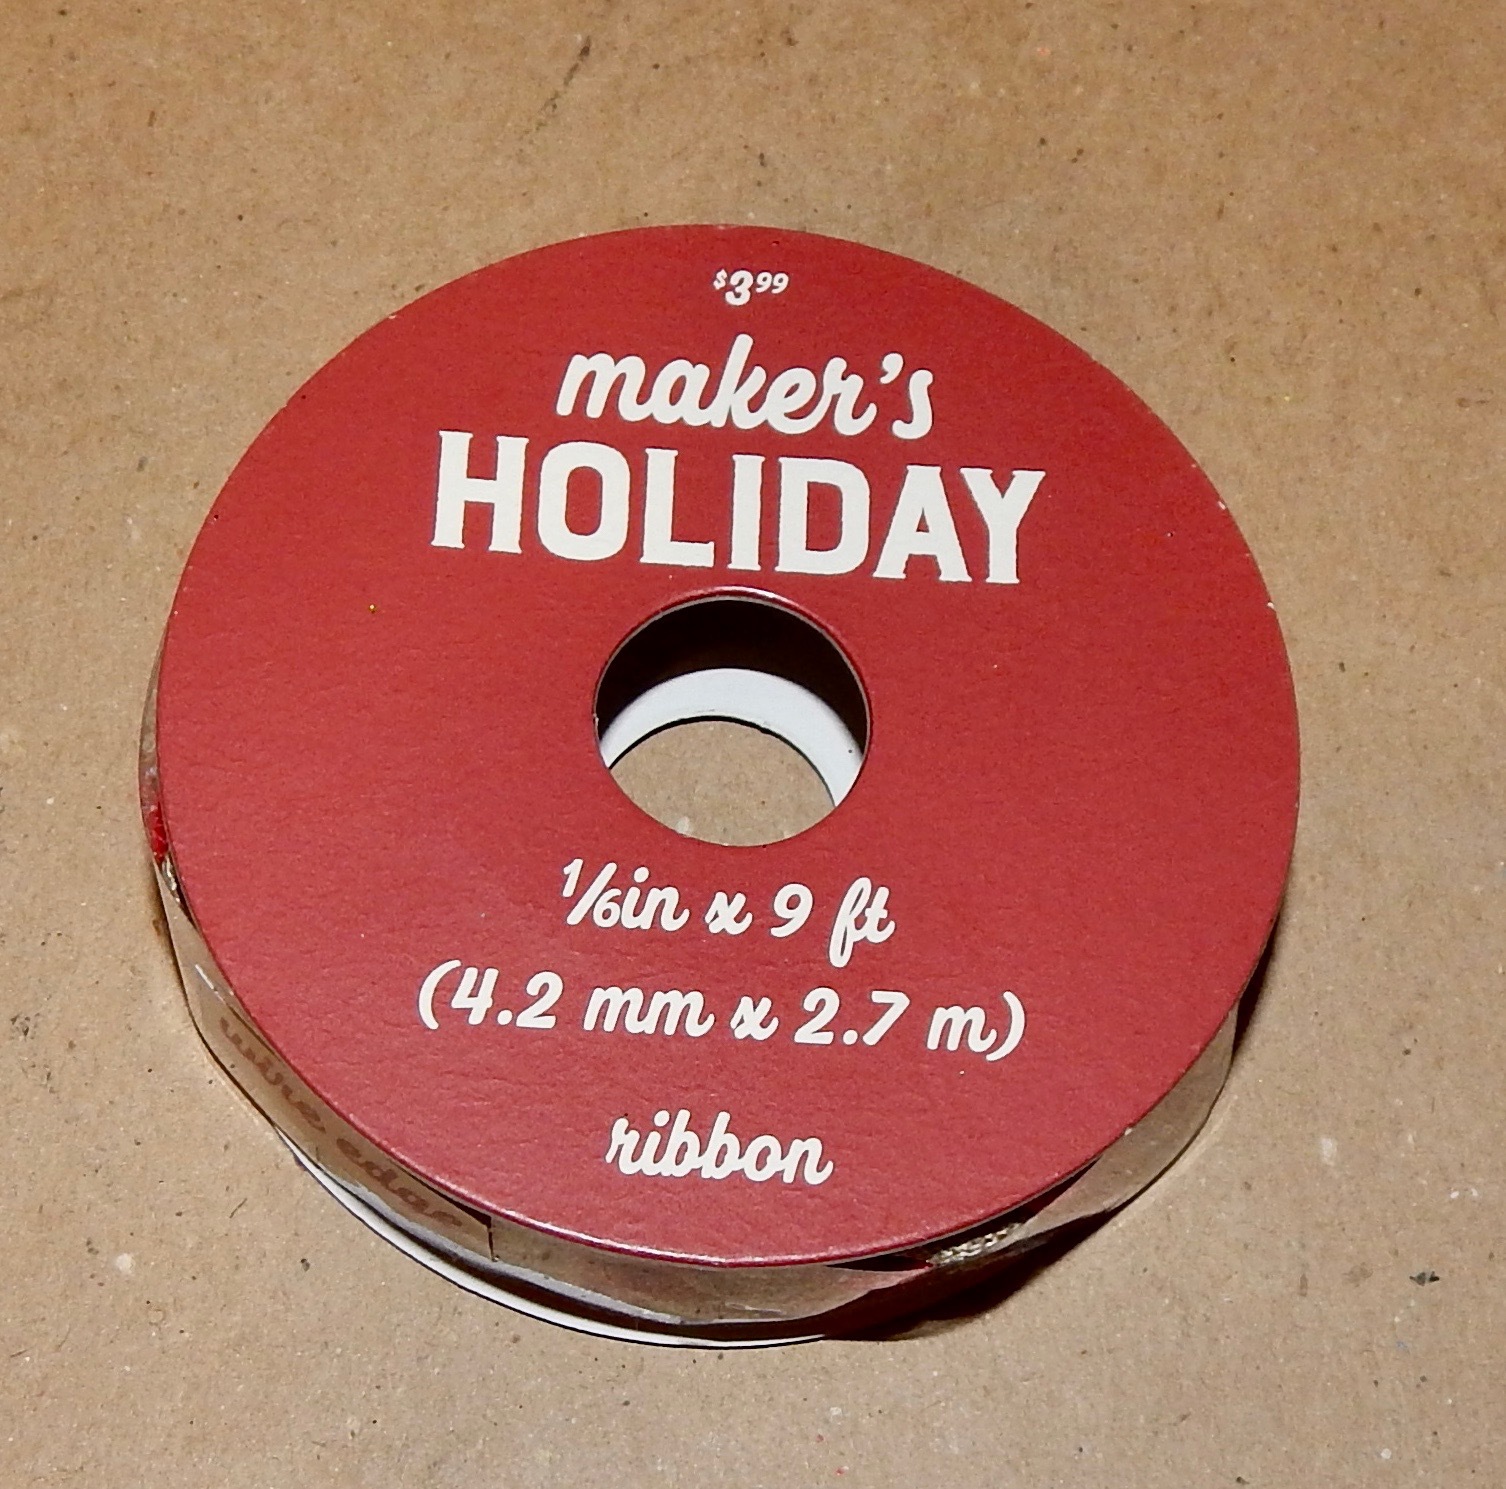 $3.99
maker's
HOLIDAY
1/6in x 9 ft
(4.2 mm x 2.7 m)
ribbon
wire edge